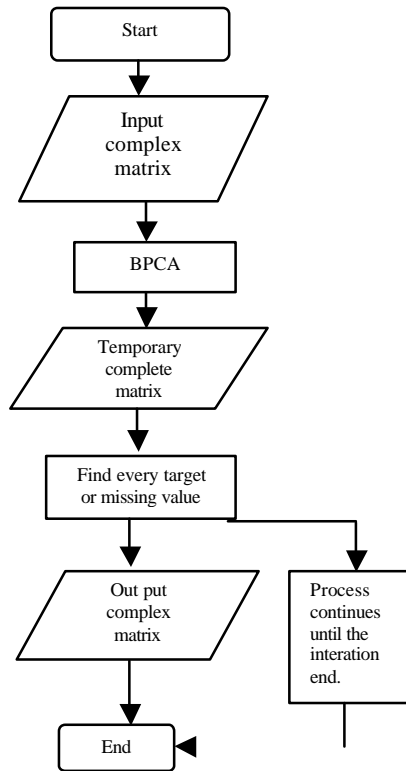 Start
Input
complex
matrix
BPCA
Temporary
complete
matrix
Find every target
or missing value
Out put
complex
matrix
Process
continues
until the
interation
end.
End